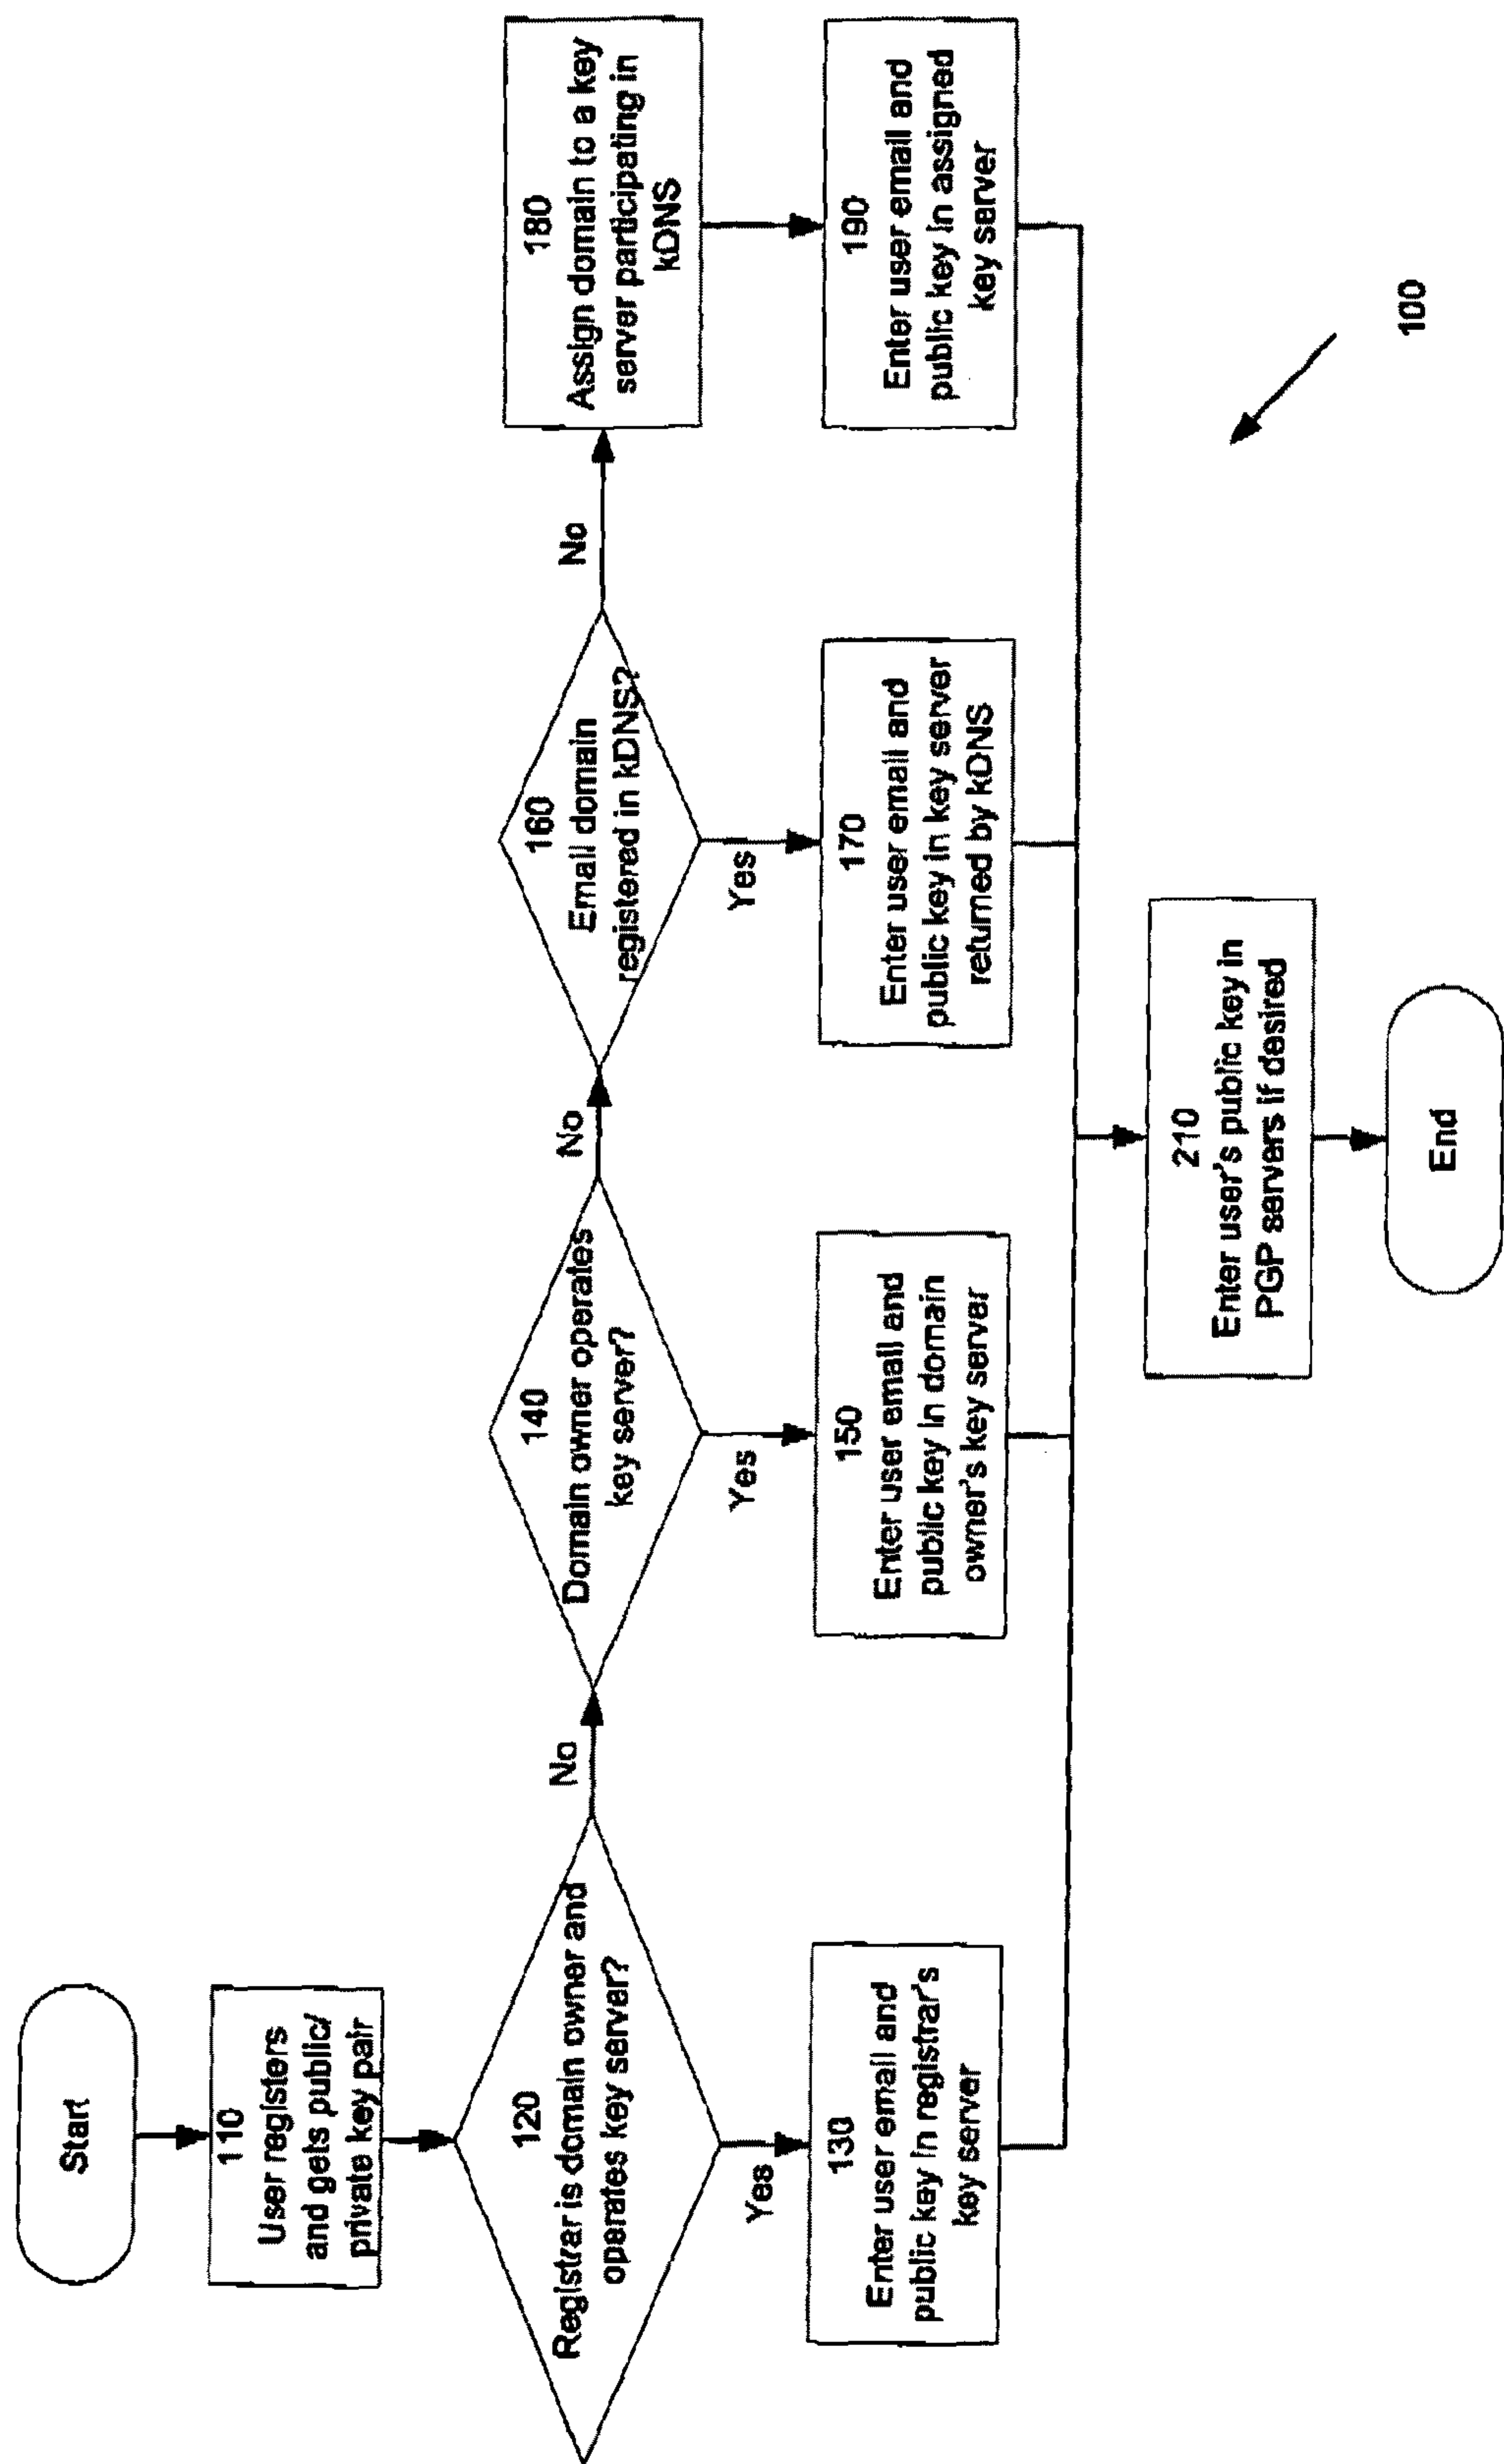 Start
110
User registers
and gets public/
private key pair
120
Registrar is domain owner and
operates key server?
Yes
130
Enter user email and
public key in registrar's
key server
No
140
Domain owner operates
key server?
Yes
150
Enter user email and
public key in domain
owner's key server
No
160
Email domain
registered in kDNS?
Yes
170
Enter user email and
public key in key server
returned by kDNS
No
180
Assign domain to a key
server participating in
kDNS
190
Enter user email and
public key in assigned
key server
210
Enter user's public key in
PGP servers if desired
End
100